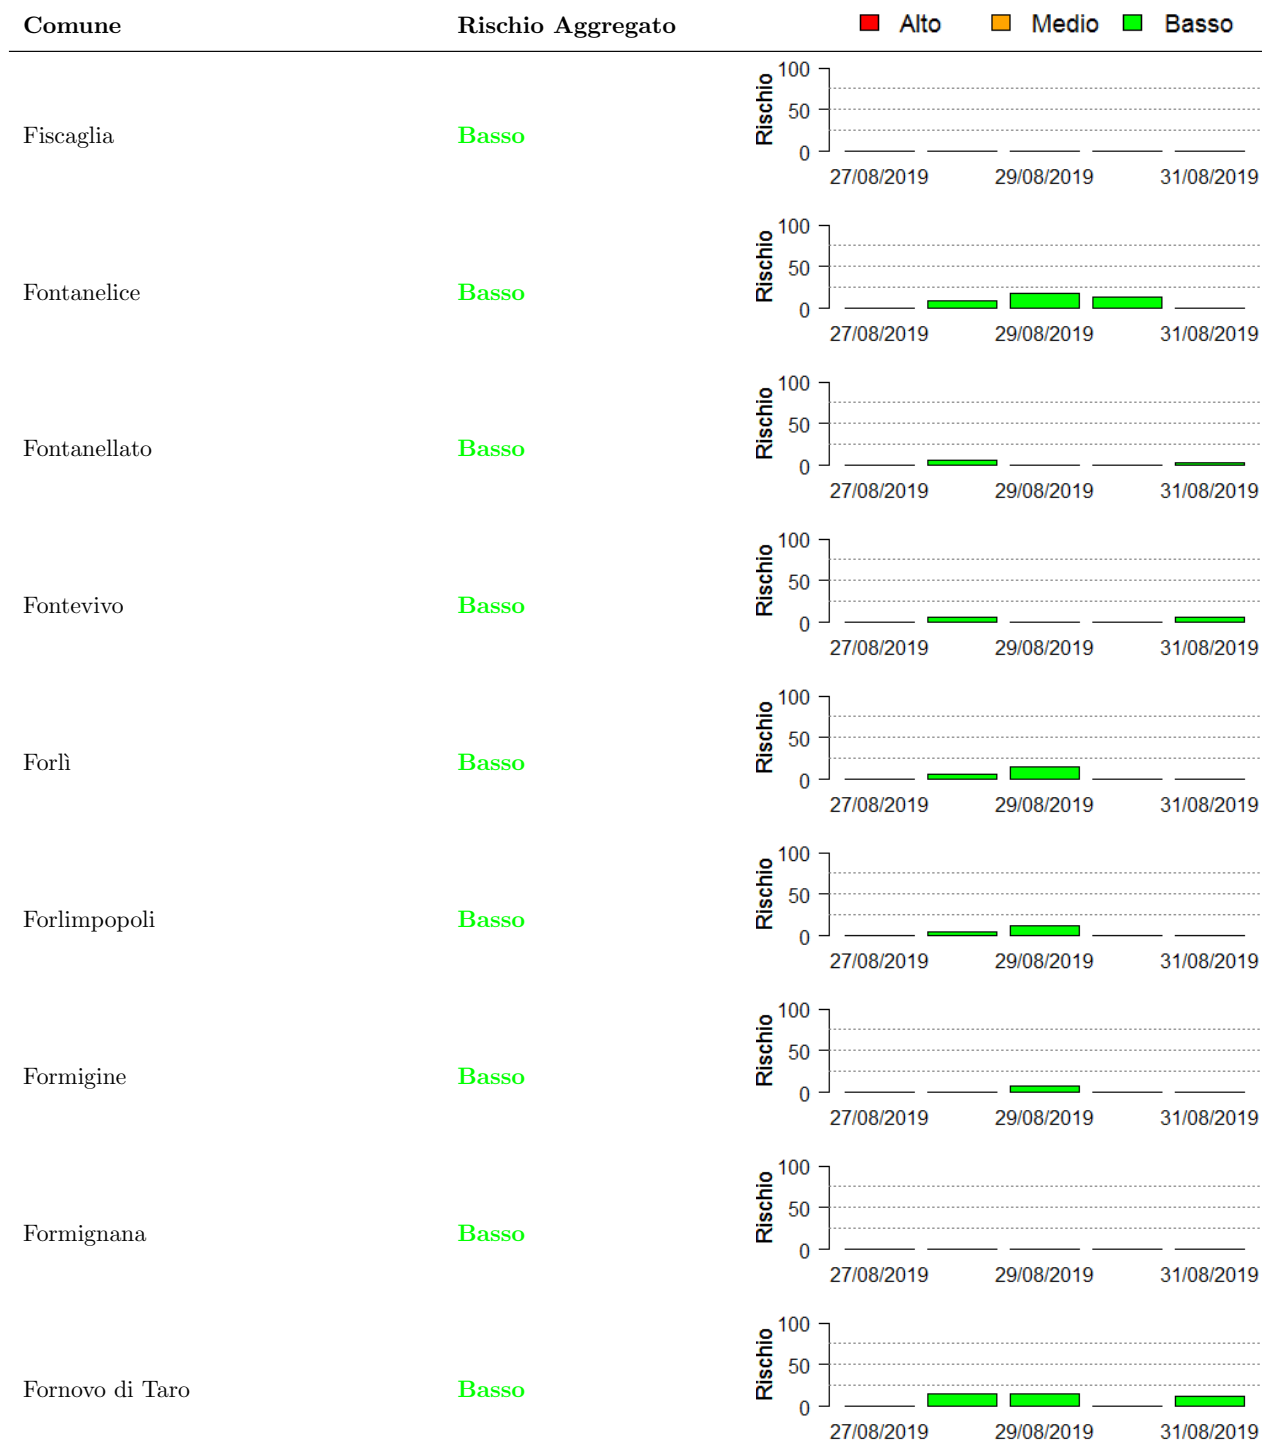 Comune Rischio Aggregato Alto Medio Basso
Fiscaglia Basso
Rischio
100
50
0
27/08/2019 29/08/2019 31/08/2019
Fontanelice Basso
Rischio
100
50
0
27/08/2019 29/08/2019 31/08/2019
Fontanellato Basso
Rischio
100
50
0
27/08/2019 29/08/2019 31/08/2019
Fontevivo Basso
Rischio
100
50
0
27/08/2019 29/08/2019 31/08/2019
Forlì Basso
Rischio
100
50
0
27/08/2019 29/08/2019 31/08/2019
Forlimpopoli Basso
Rischio
100
50
0
27/08/2019 29/08/2019 31/08/2019
Formigine Basso
Rischio
100
50
0
27/08/2019 29/08/2019 31/08/2019
Formignana Basso
Rischio
100
50
0
27/08/2019 29/08/2019 31/08/2019
Fornovo di Taro Basso
Rischio
100
50
0
27/08/2019 29/08/2019 31/08/2019